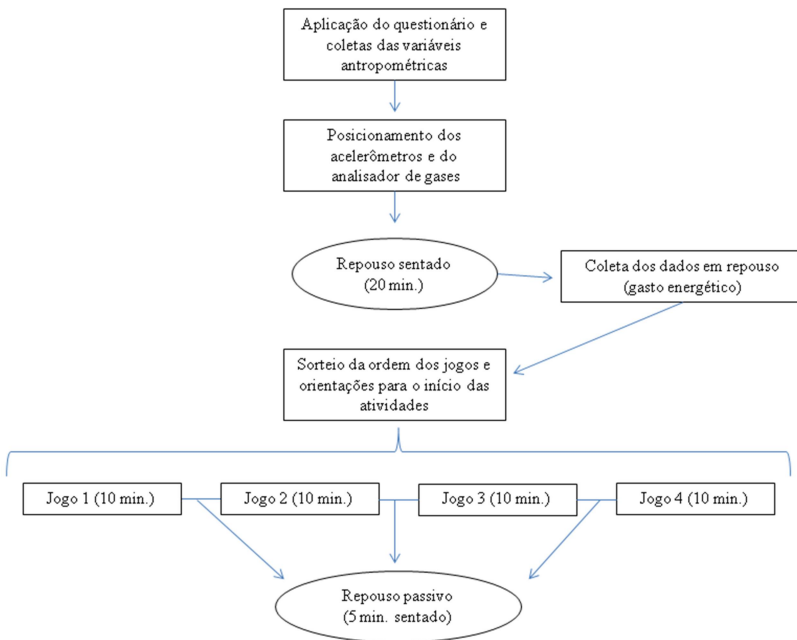 Aplicação do questionário e
coletas das variáveis
antropométricas
Posicionamento dos
acelerômetros e do
analisador de gases
Repouso sentado
(20 min.)
Coleta dos dados em repouso
(gasto energético)
Sorteio da ordem dos jogos e
orientações para o início das
atividades
Jogo 1 (10 min.)
Jogo 2 (10 min.)
Jogo 3 (10 min.)
Jogo 4 (10 min.)
Repouso passivo
(5 min. sentado)